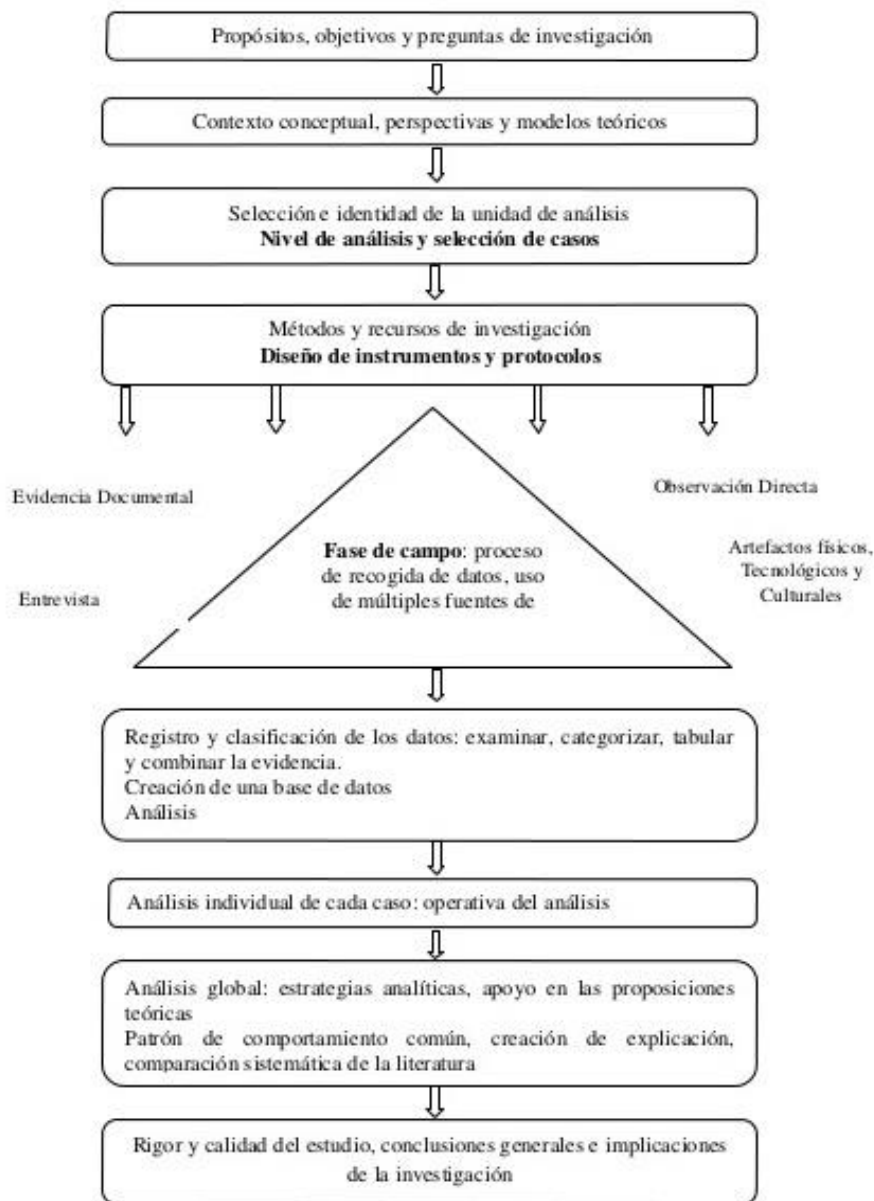 Propósitos, objetivos y preguntas de investigación
Contexto conceptual, perspectivas y modelos teóricos
Selección e identidad de la unidad de análisis
Nivel de análisis y selección de casos
Métodos y recursos de investigación
Diseño de instrumentos y protocolos
Evidencia Documental
Observación Directa
Entrevista
Fase de campo: proceso
de recogida de datos, uso
de múltiples fuentes de
Artefactos físicos,
Tecnológicos y
Culturales
Registro y clasificación de los datos: examinar, categorizar, tabular
y combinar la evidencia.
Creación de una base de datos
Análisis
Análisis individual de cada caso: operativa del análisis
Análisis global: estrategias analíticas, apoyo en las proposiciones
teóricas
Patrón de comportamiento común, creación de explicación,
comparación sistemática de la literatura
Rigor y calidad del estudio, conclusiones generales e implicaciones
de la investigación